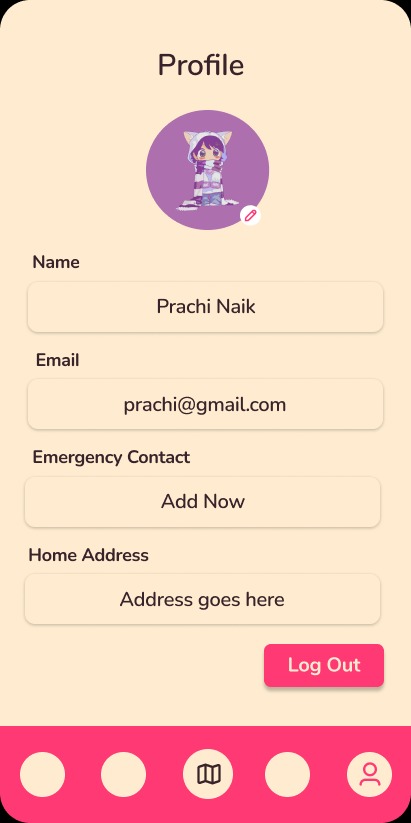 Profile
Name
Prachi Naik
Email
prachi@gmail.com
Emergency Contact
Add Now
Home Address
Address goes here
Log Out